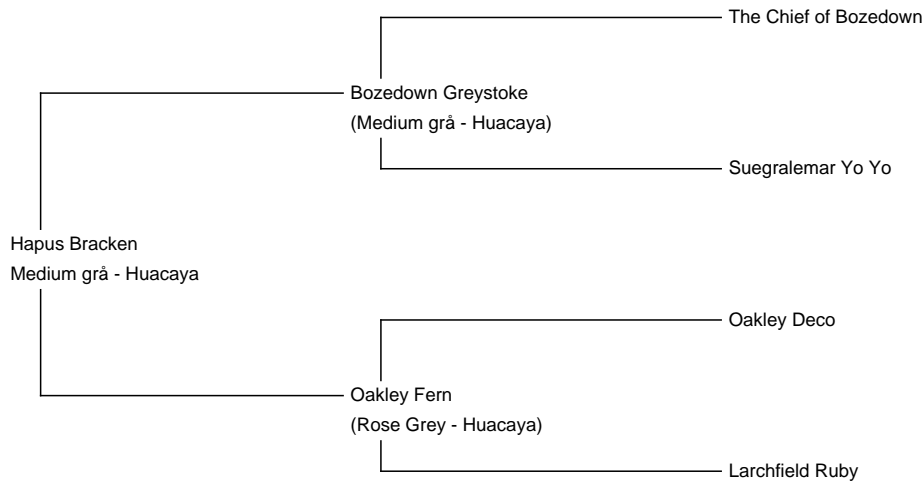 The Chief of Bozedown
Bozedown Greystoke
(Medium grå - Huacaya)
Suegralemar Yo Yo
Hapus Bracken
Medium grå - Huacaya
Oakley Deco
Oakley Fern
(Rose Grey - Huacaya)
Larchfield Ruby